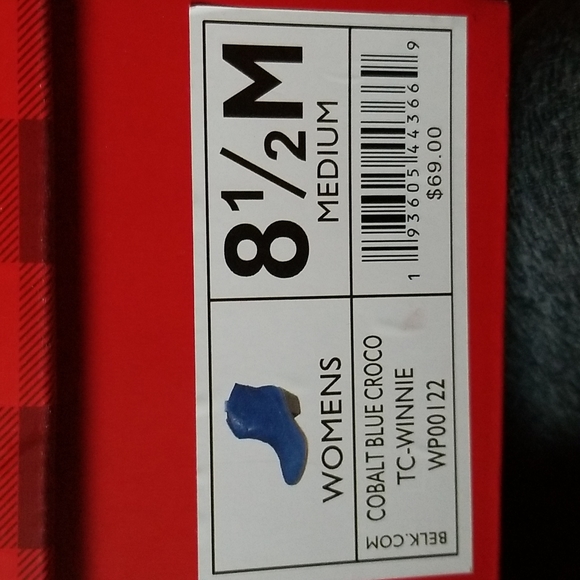 WOMENS
8 1/2 M
MEDIUM
COBALT BLUE CROCO
TC-WINNIE
WP00122
BELK.COM
1 93605 44366 9
$69.00